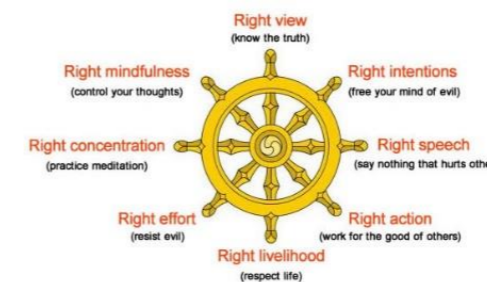 Right view
(know the truth)
Right mindfulness
(control your thoughts)
Right intentions
(free your mind of evil)
Right concentration
(practice meditation)
Right speech
(say nothing that hurts othe
Right effort
(resist evil)
Right action
(work for the good of others)
Right livelihood
(respect life)